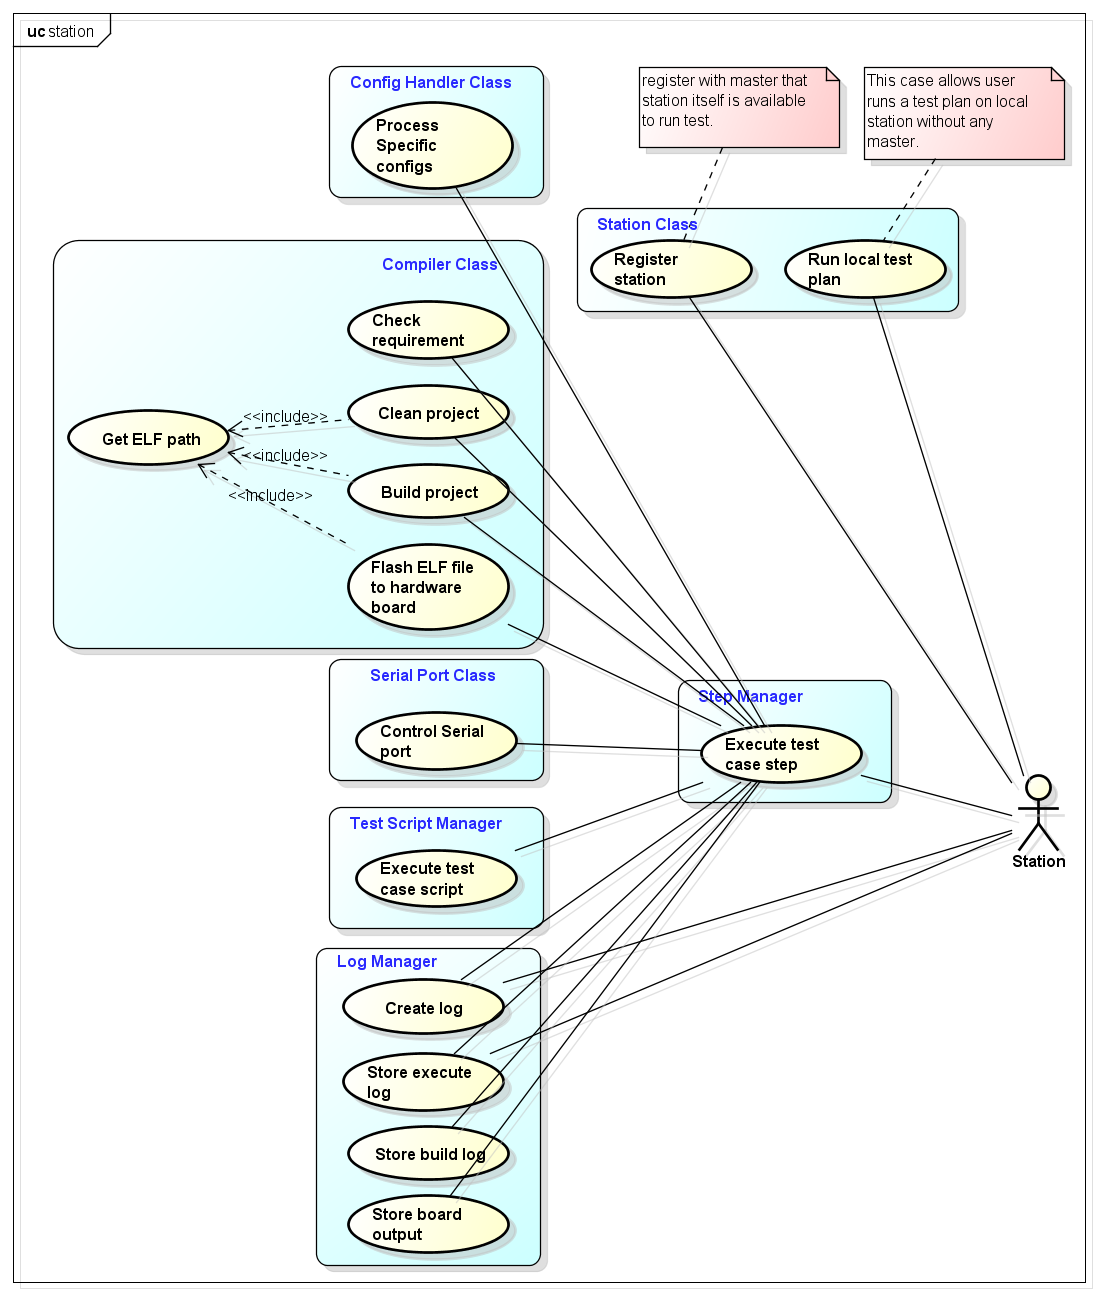 uc station
Config Handler Class
Process
Specific
configs
register with master that
station itself is available
to run test.
This case allows user
runs a test plan on local
station without any
master.
Station Class
Register
station
Run local test
plan
Compiler Class
Check
requirement
Clean project
<<include>>
Get ELF path
<<include>>
Build project
<<include>>
Flash ELF file
to hardware
board
Serial Port Class
Control Serial
port
Step Manager
Execute test
case step
Station
Test Script Manager
Execute test
case script
Log Manager
Create log
Store execute
log
Store build log
Store board
output